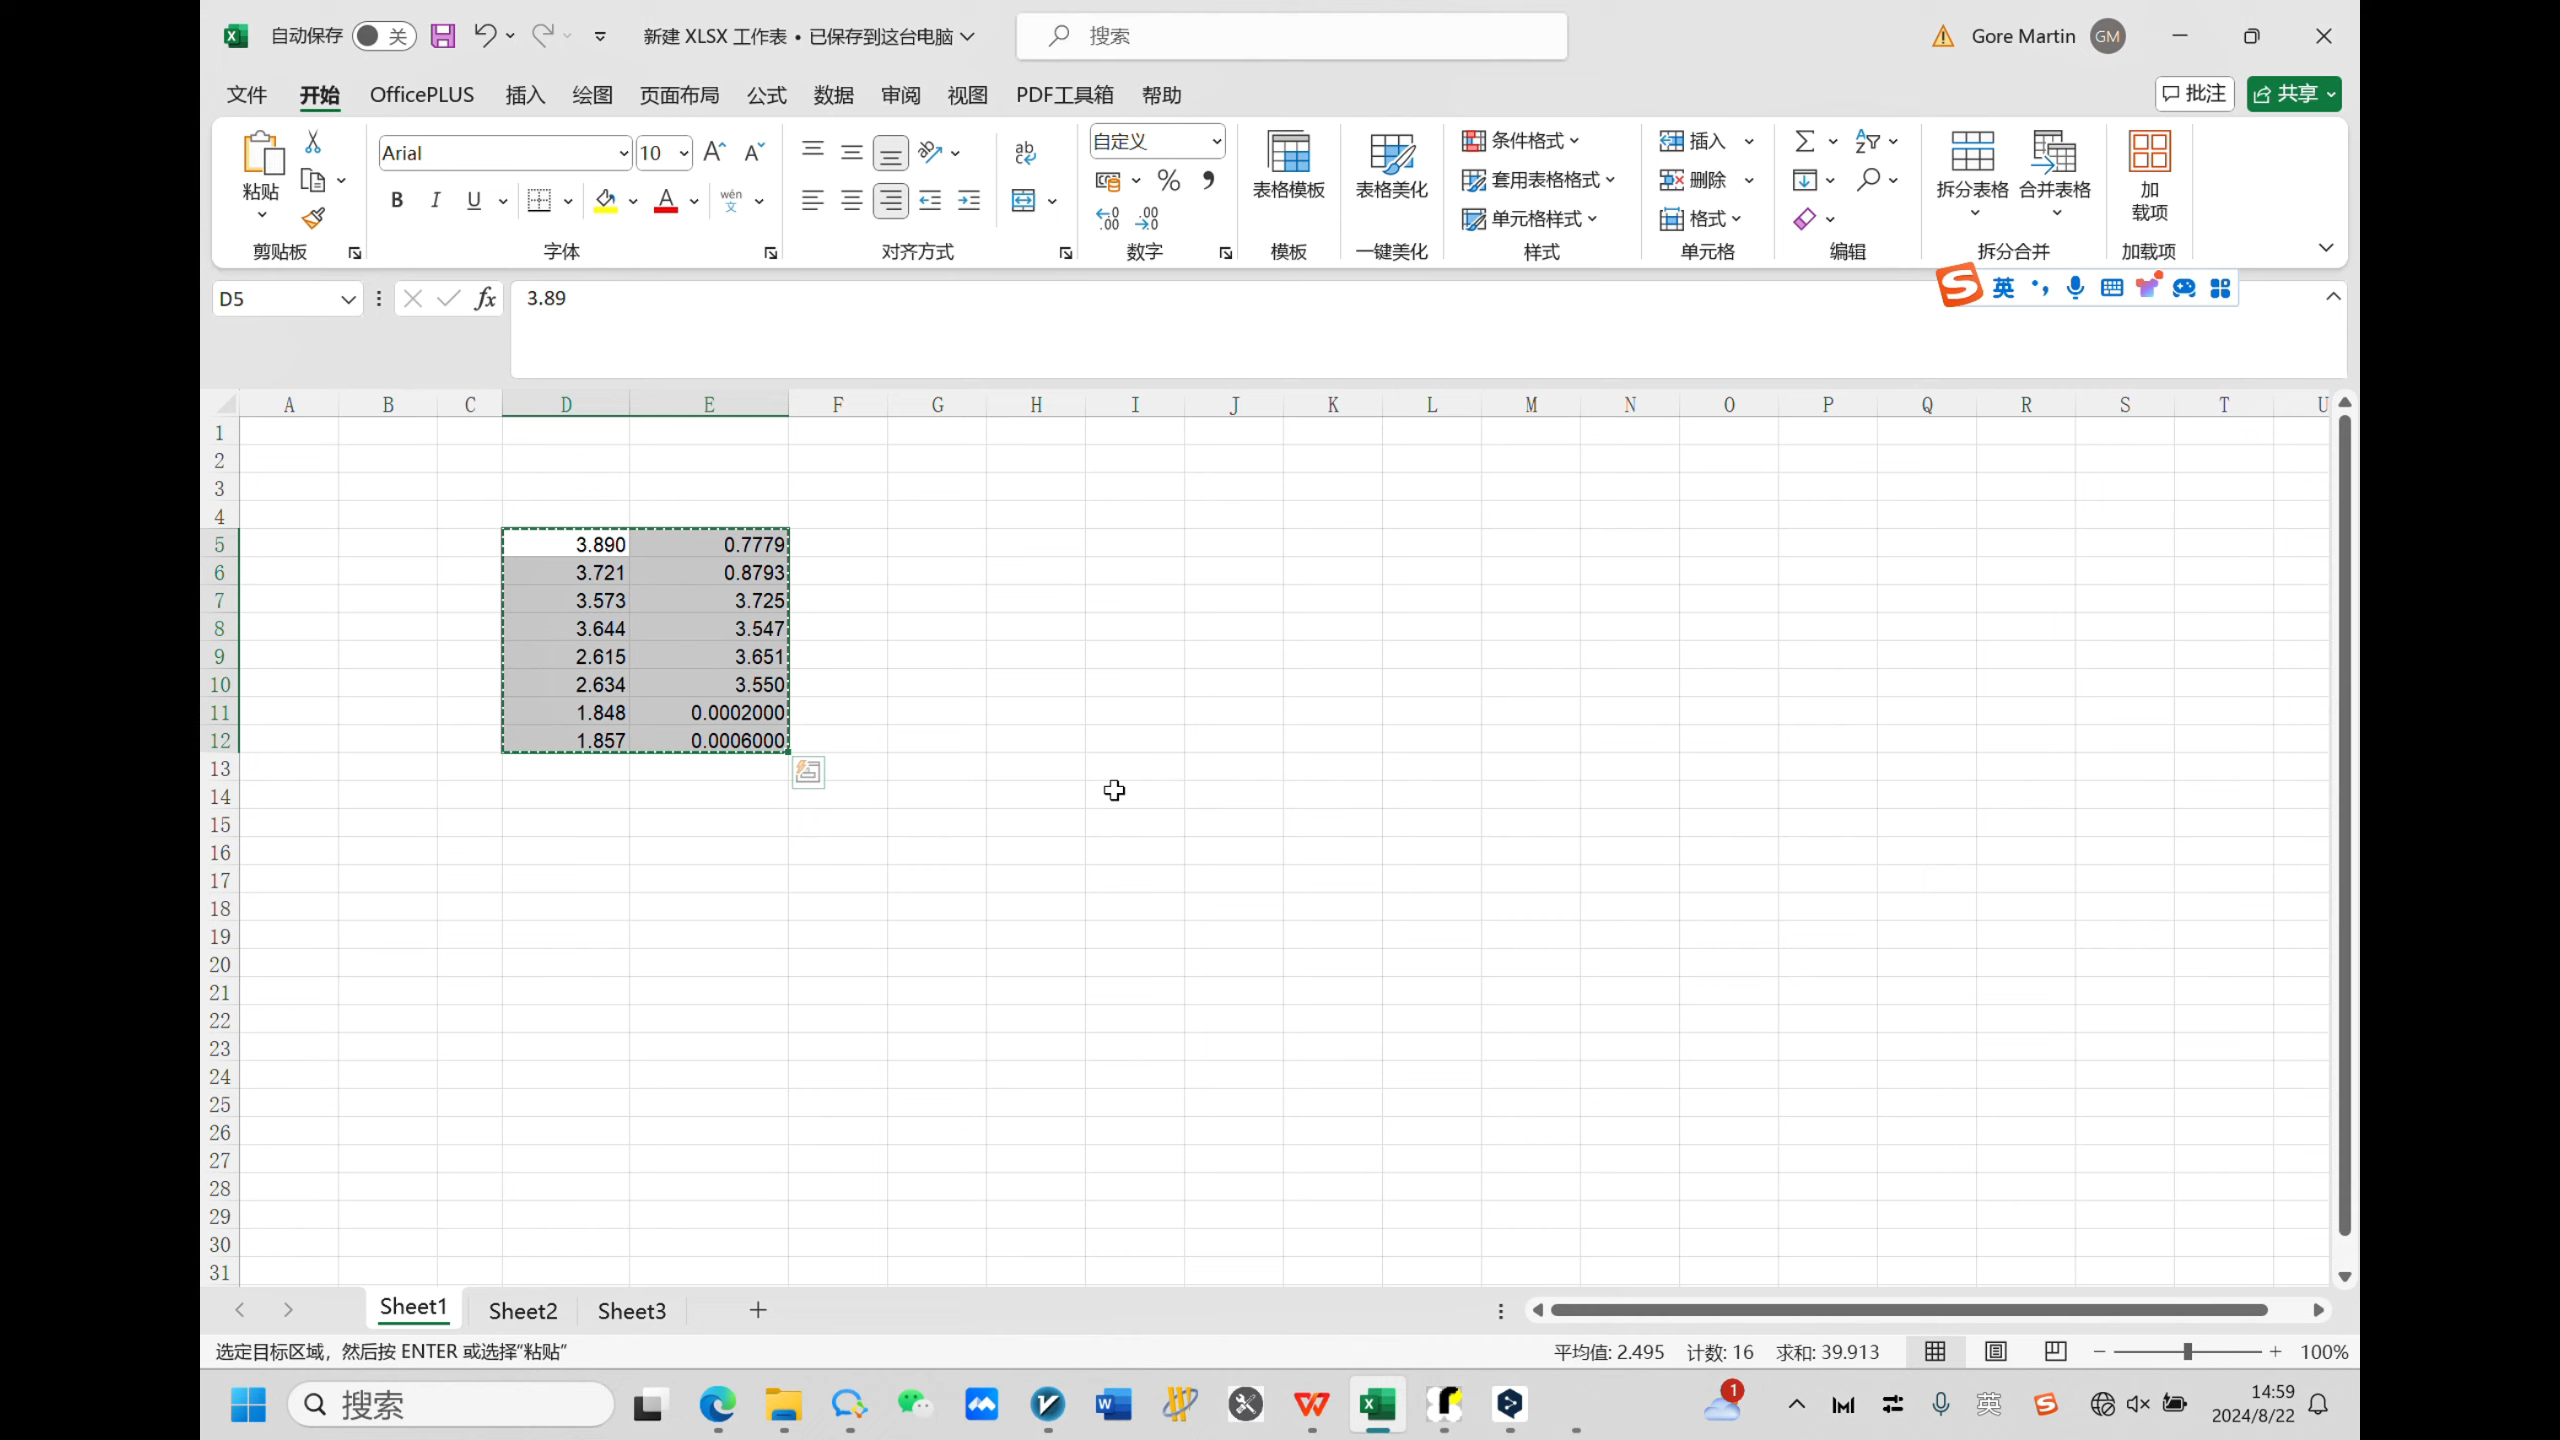 自动保存 关 新建 XLSX 工作表 • 已保存到这台电脑 搜索 Gore Martin GM
文件 开始 OfficePLUS 插入 绘图 页面布局 公式 数据 审阅 视图 PDF工具箱 帮助 批注 共享
粘贴
剪贴板
Arial 10
B I U wén 文
字体
ab
对齐方式
自定义
% ,
数字
表格模板
模板
表格美化
一键美化
条件格式
套用表格格式
单元格样式
样式
插入
删除
格式
单元格
编辑
拆分表格 合并表格
拆分合并
加载项
加载项
英
D5 fx 3.89
A B C D E F G H I J K L M N O P Q R S T U
1
2
3
4
5 3.890 0.7779
6 3.721 0.8793
7 3.573 3.725
8 3.644 3.547
9 2.615 3.651
10 2.634 3.550
11 1.848 0.0002000
12 1.857 0.0006000
13
14
15
16
17
18
19
20
21
22
23
24
25
26
27
28
29
30
31
Sheet1 Sheet2 Sheet3
选定目标区域，然后按 ENTER 或选择“粘贴” 平均值: 2.495 计数: 16 求和: 39.913 100%
搜索 1 英 14:59
2024/8/22